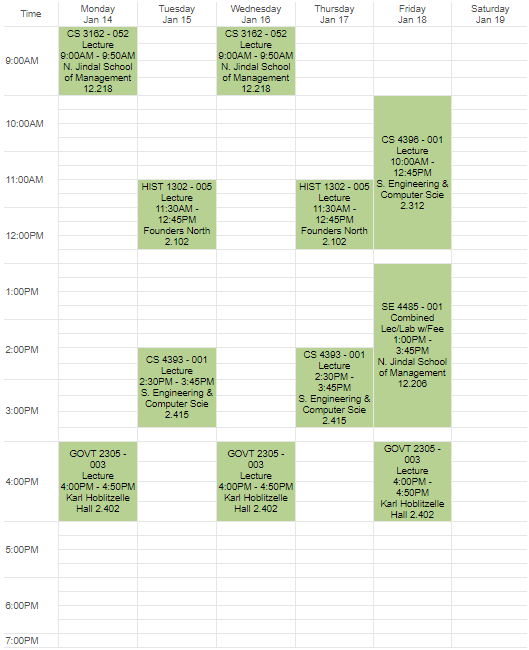 Time
Monday
Jan 14
Tuesday
Jan 15
Wednesday
Jan 16
Thursday
Jan 17
Friday
Jan 18
Saturday
Jan 19
9:00AM
CS 3162 - 052
Lecture
9:00AM - 9:50AM
N. Jindal School
of Management
12.218
CS 3162 - 052
Lecture
9:00AM - 9:50AM
N. Jindal School
of Management
12.218
10:00AM
CS 4396 - 001
Lecture
10:00AM -
12:45PM
S. Engineering &
Computer Scie
2.312
11:00AM
HIST 1302 - 005
Lecture
11:30AM -
12:45PM
Founders North
2.102
HIST 1302 - 005
Lecture
11:30AM -
12:45PM
Founders North
2.102
12:00PM
1:00PM
SE 4485 - 001
Combined
Lec/Lab w/Fee
1:00PM -
3:45PM
N. Jindal School
of Management
12.206
2:00PM
CS 4393 - 001
Lecture
2:30PM - 3:45PM
S. Engineering &
Computer Scie
2.415
CS 4393 - 001
Lecture
2:30PM -
3:45PM
S. Engineering &
Computer Scie
2.415
3:00PM
4:00PM
GOVT 2305 -
003
Lecture
4:00PM - 4:50PM
Karl Hoblitzelle
Hall 2.402
GOVT 2305 -
003
Lecture
4:00PM - 4:50PM
Karl Hoblitzelle
Hall 2.402
GOVT 2305 -
003
Lecture
4:00PM -
4:50PM
Karl Hoblitzelle
Hall 2.402
5:00PM
6:00PM
7:00PM